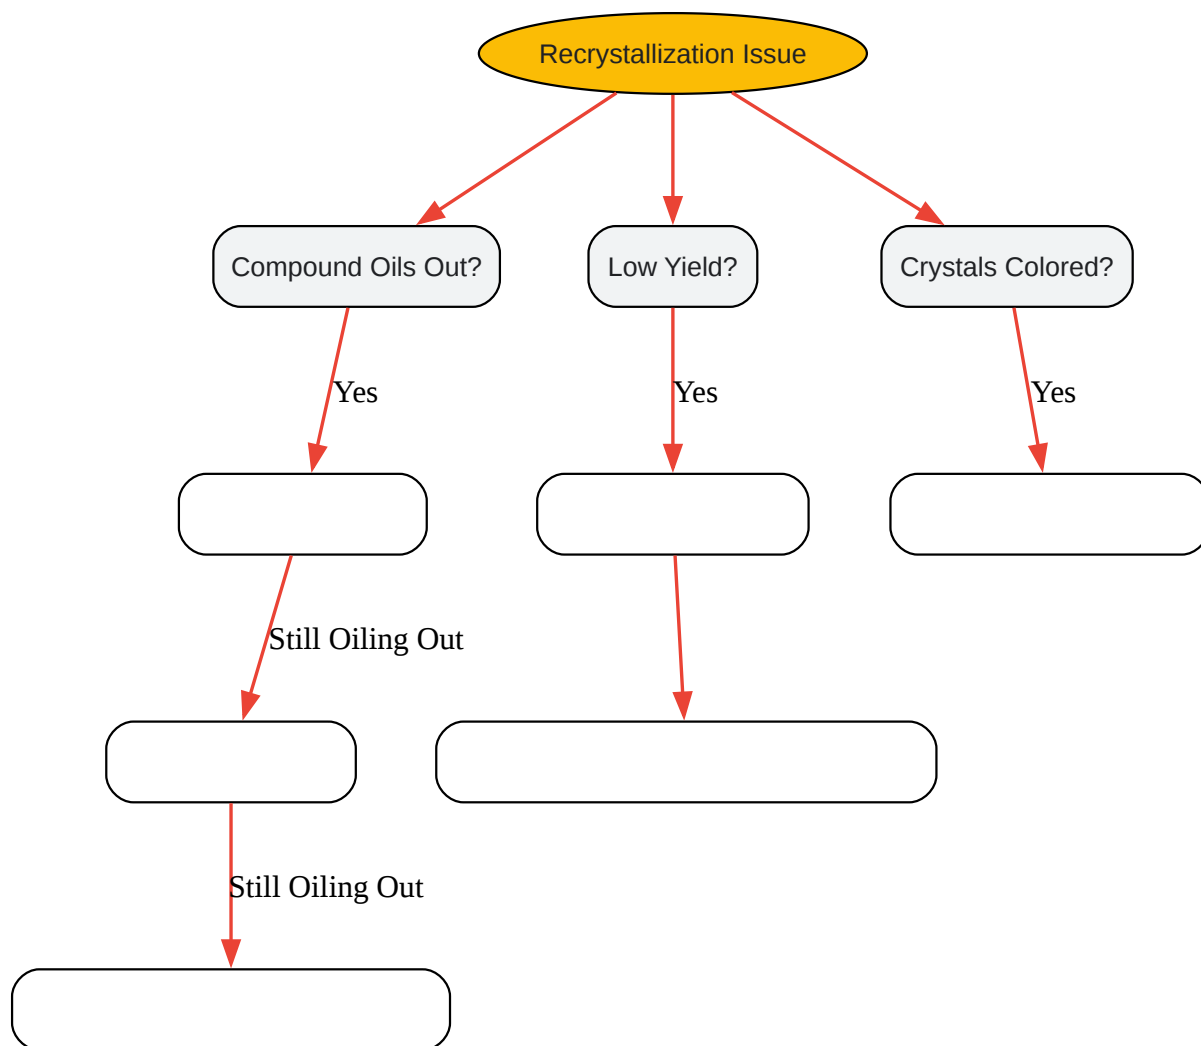 Recrystallization Issue
Compound Oils Out?
Low Yield?
Crystals Colored?
Yes
Yes
Yes
Still Oiling Out
Still Oiling Out